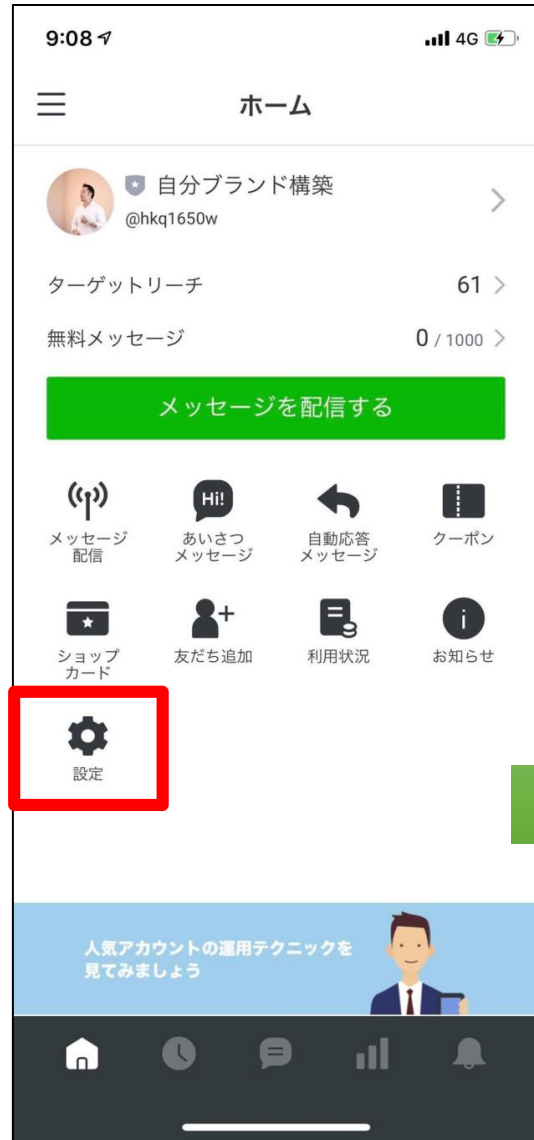 9:08
4G
ホーム
自分ブランド構築
@hkq1650w
ターゲットリーチ 61
無料メッセージ 0 / 1000
メッセージを配信する
Hi!
メッセージ
配信
あいさつ
メッセージ
自動応答
メッセージ
クーポン
ショップ
カード
友だち追加
利用状況
お知らせ
設定
人気アカウントの運用テクニックを
見てみましょう